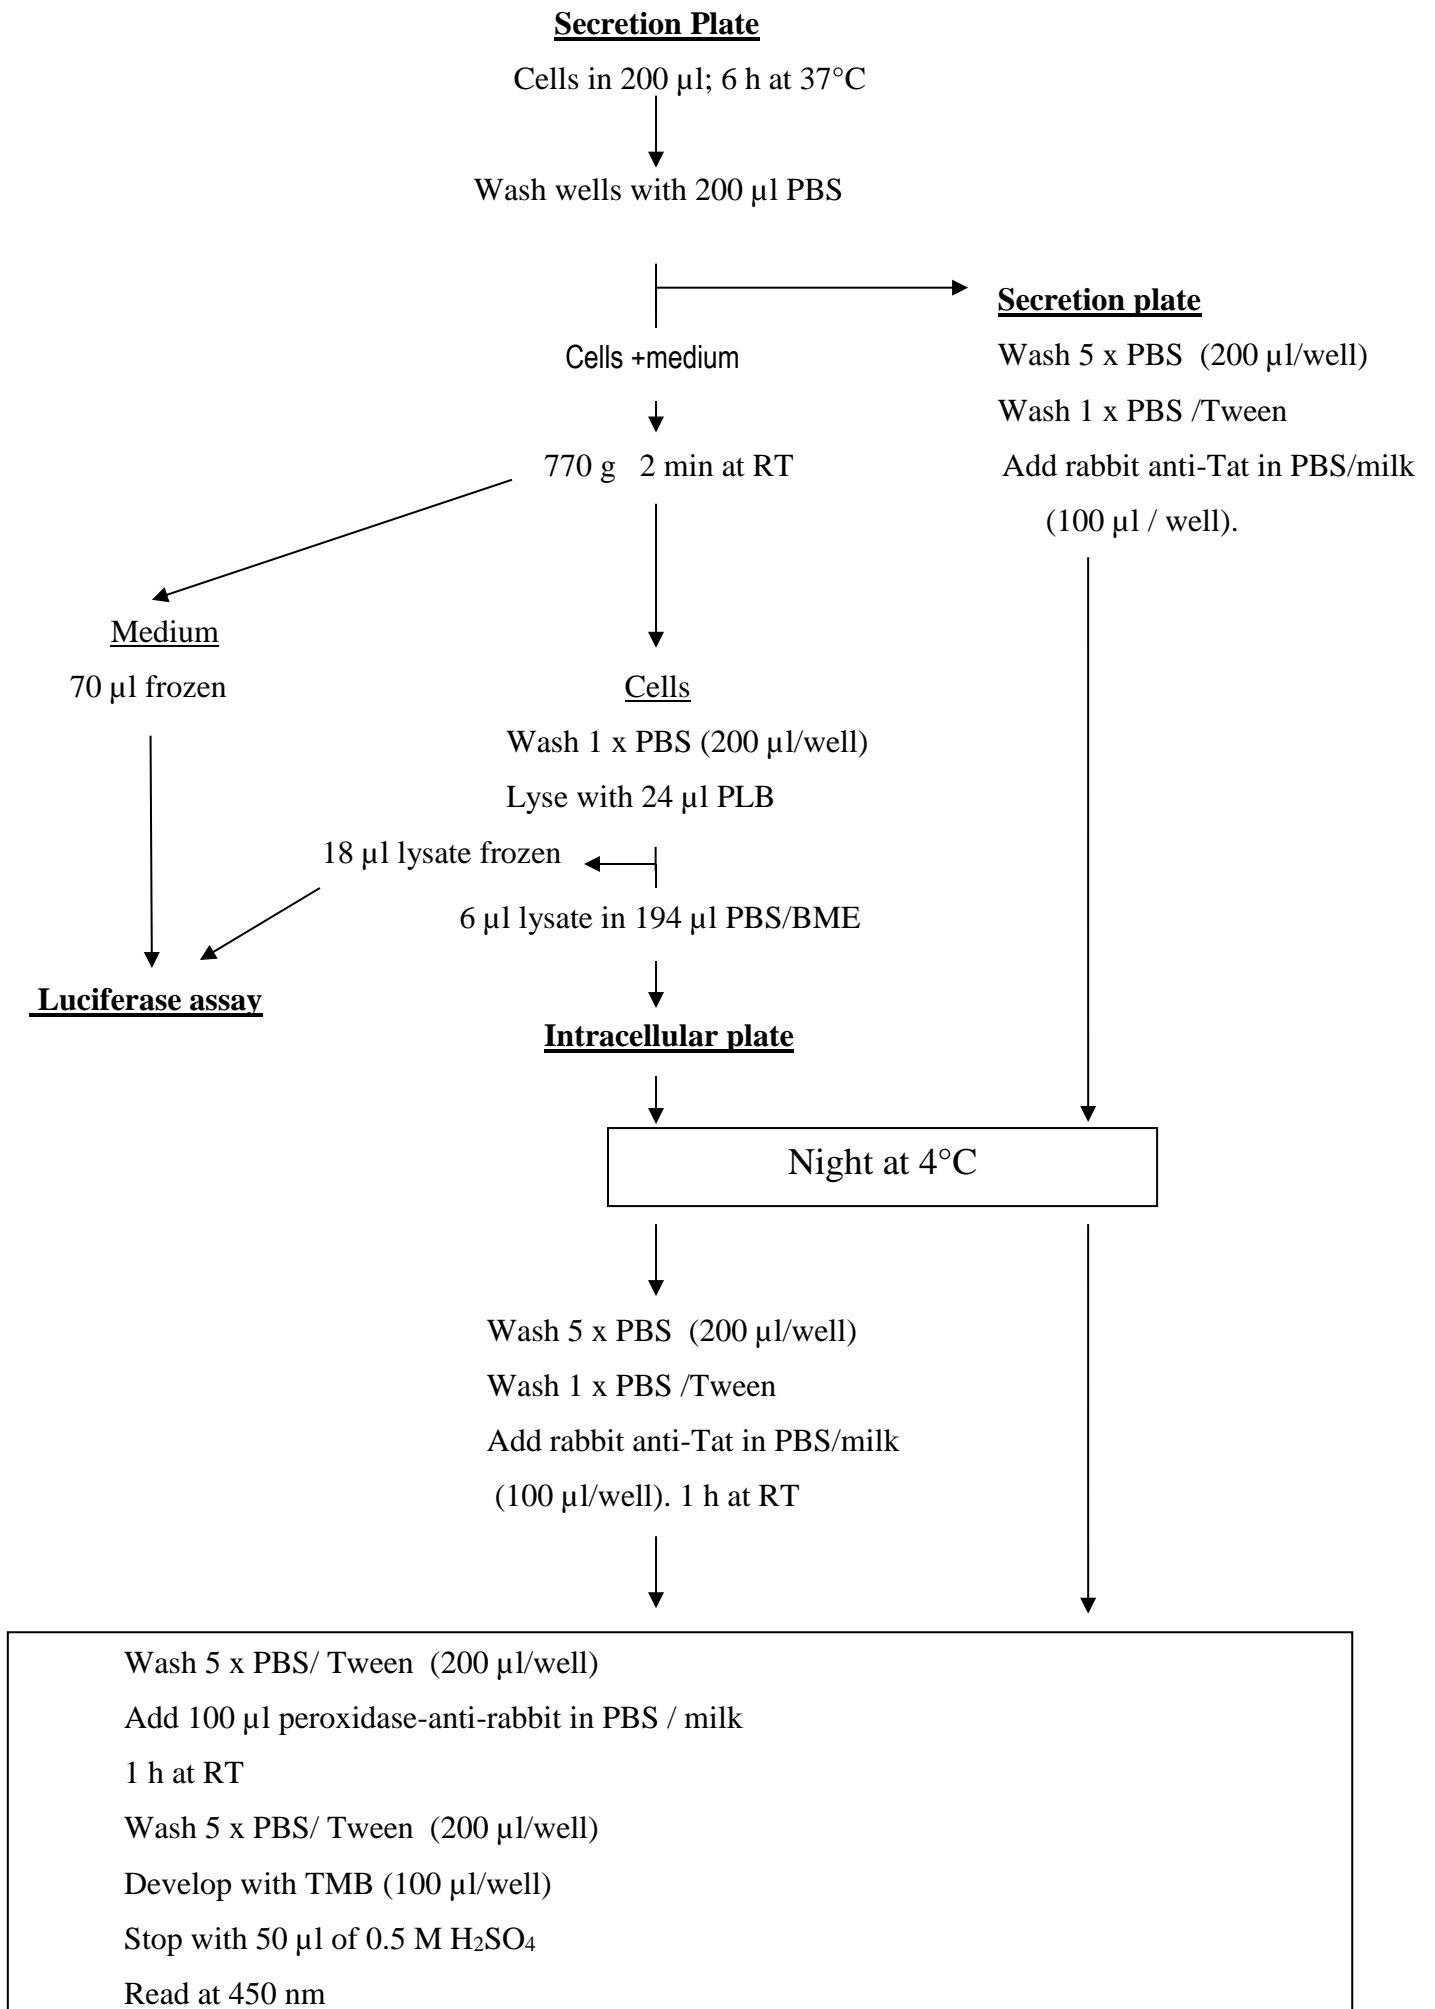 Secretion Plate
Cells in 200 µl; 6 h at 37°C
Wash wells with 200 µl PBS
Secretion plate
Wash 5 x PBS (200 µl/well)
Wash 1 x PBS /Tween
Add rabbit anti-Tat in PBS/milk
(100 µl / well).
Cells +medium
770 g 2 min at RT
Medium
70 µl frozen
Cells
Wash 1 x PBS (200 µl/well)
Lyse with 24 µl PLB
18 µl lysate frozen
6 µl lysate in 194 µl PBS/BME
Luciferase assay
Intracellular plate
Night at 4°C
Wash 5 x PBS (200 µl/well)
Wash 1 x PBS /Tween
Add rabbit anti-Tat in PBS/milk
(100 µl/well). 1 h at RT
Wash 5 x PBS/ Tween (200 µl/well)
Add 100 µl peroxidase-anti-rabbit in PBS / milk
1 h at RT
Wash 5 x PBS/ Tween (200 µl/well)
Develop with TMB (100 µl/well)
Stop with 50 µl of 0.5 M H₂SO₄
Read at 450 nm